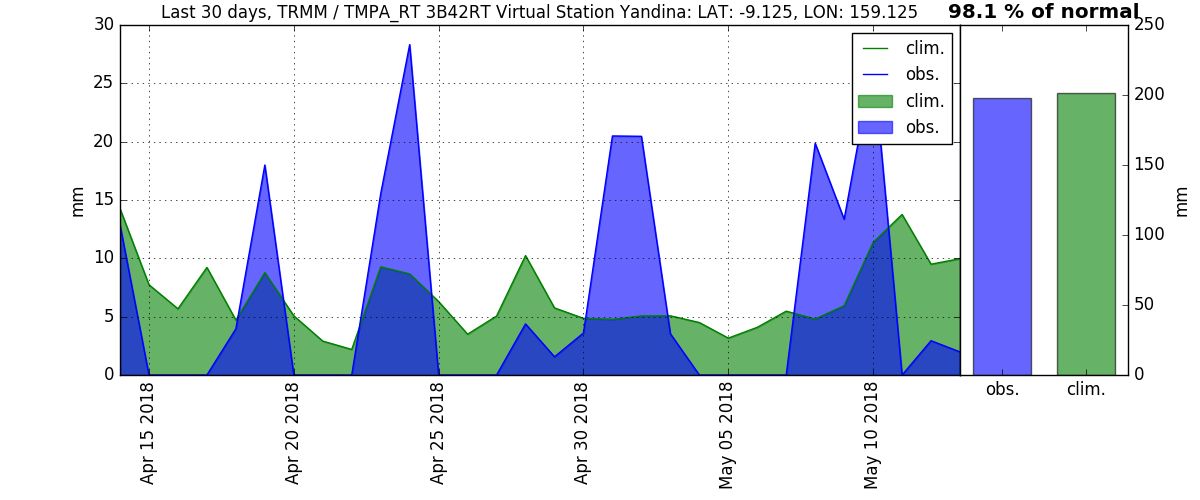 Last 30 days, TRMM / TMPA_RT 3B42RT Virtual Station Yandina: LAT: -9.125, LON: 159.125
98.1 % of normal
30
25
20
15
10
5
0
mm
clim.
obs.
clim.
obs.
Apr 15 2018
Apr 20 2018
Apr 25 2018
Apr 30 2018
May 05 2018
May 10 2018
250
200
150
100
50
0
mm
obs.
clim.